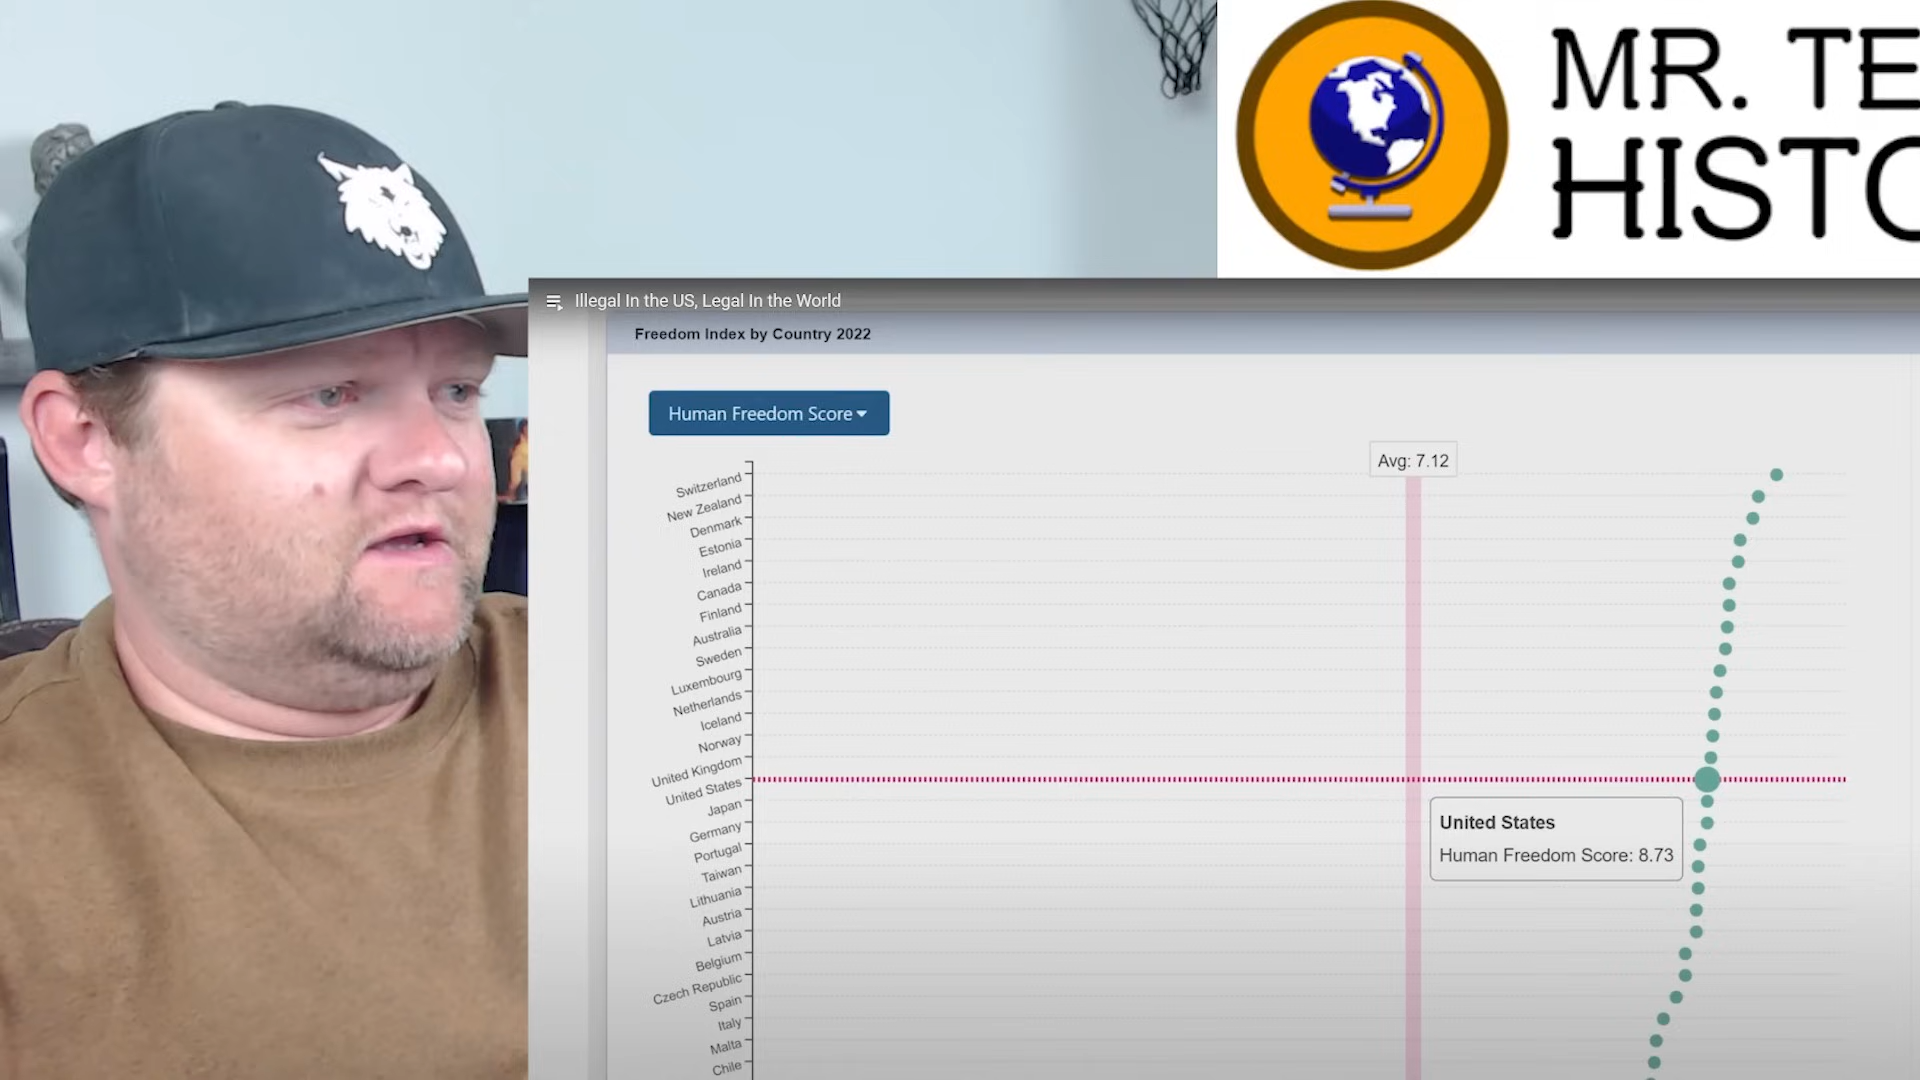 MR. TE
HISTO
Illegal In the US, Legal In the World
Freedom Index by Country 2022
Human Freedom Score
Avg: 7.12
Switzerland
New Zealand
Denmark
Estonia
Ireland
Canada
Finland
Australia
Sweden
Luxembourg
Netherlands
Iceland
Norway
United Kingdom
United States
Japan
Germany
Portugal
Taiwan
Lithuania
Austria
Latvia
Belgium
Czech Republic
Spain
Italy
Malta
Chile
United States
Human Freedom Score: 8.73